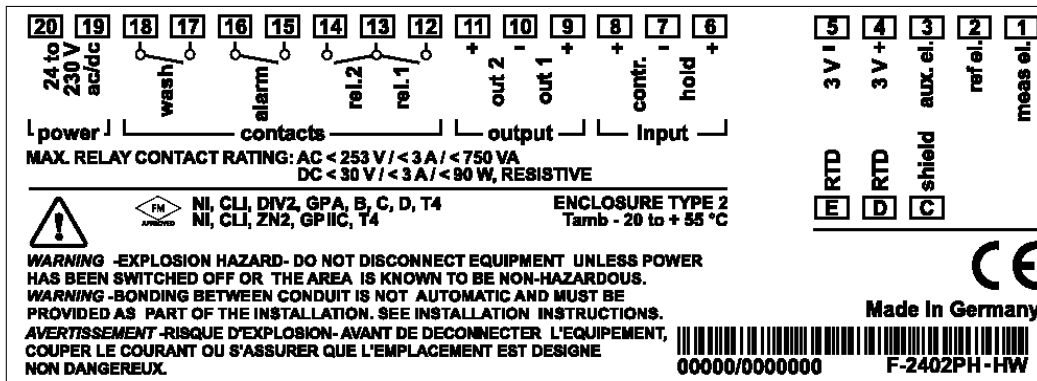 20 19 18 17 16 15 14 13 12 11 10 9 8 7 6 5 4 3 2 1
+ - + + - +
24 to
230 V
ac/dc
wash
alarm
rel.2
rel.1
out 2
out 1
contr.
hold
3 V -
3 V +
aux. el.
ref el.
meas el.
power contacts output Input
RTD
RTD
shield
E D C
MAX. RELAY CONTACT RATING: AC < 253 V / < 3 A / < 750 VA
DC < 30 V / < 3 A / < 90 W, RESISTIVE
FM
APPROVED
NI, CLI, DIV2, GPA, B, C, D, T4
NI, CLI, ZN2, GPIIC, T4
ENCLOSURE TYPE 2
Tamb - 20 to + 55 °C
WARNING -EXPLOSION HAZARD- DO NOT DISCONNECT EQUIPMENT UNLESS POWER
HAS BEEN SWITCHED OFF OR THE AREA IS KNOWN TO BE NON-HAZARDOUS.
WARNING -BONDING BETWEEN CONDUIT IS NOT AUTOMATIC AND MUST BE
PROVIDED AS PART OF THE INSTALLATION. SEE INSTALLATION INSTRUCTIONS.
AVERTISSEMENT -RISQUE D'EXPLOSION- AVANT DE DECONNECTER L'EQUIPEMENT,
COUPER LE COURANT OU S'ASSURER QUE L'EMPLACEMENT EST DESIGNE
NON DANGEREUX.
CE
Made In Germany
00000/0000000 F-2402PH-HW